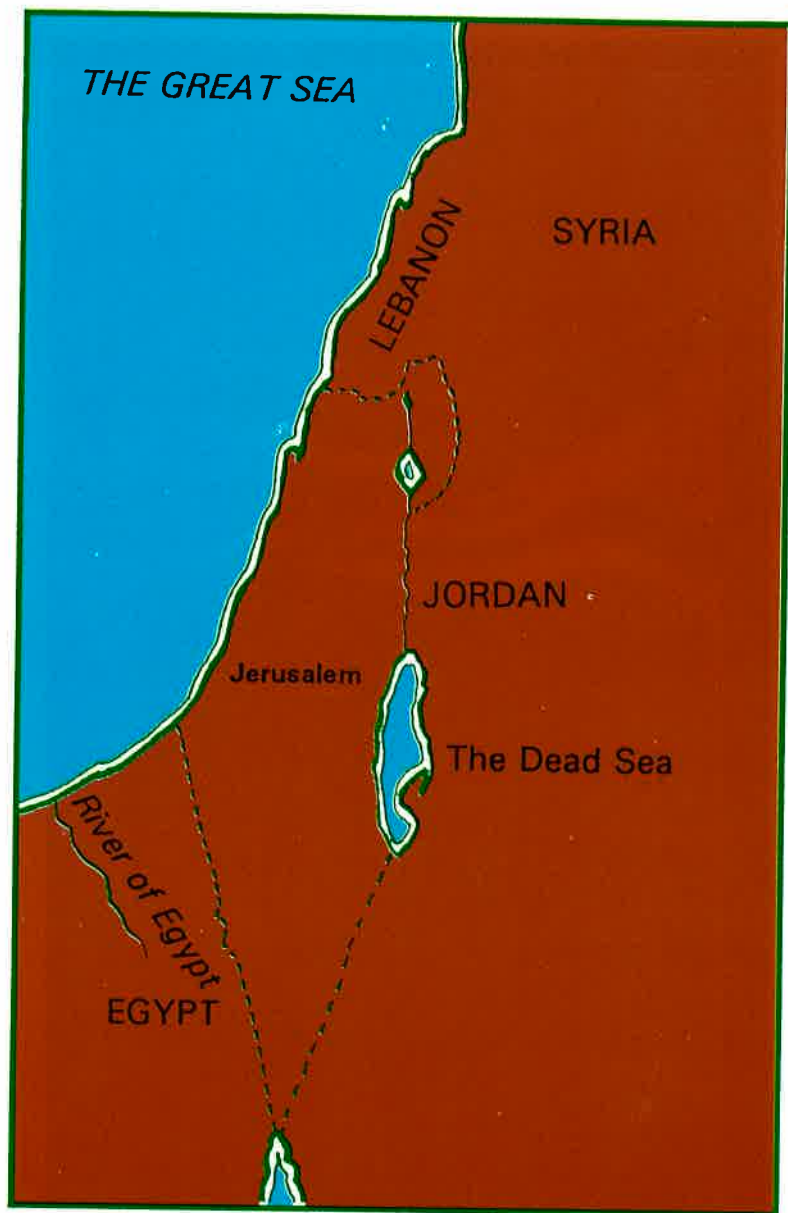 THE GREAT SEA
SYRIA
LEBANON
JORDAN
Jerusalem
The Dead Sea
River of Egypt
EGYPT